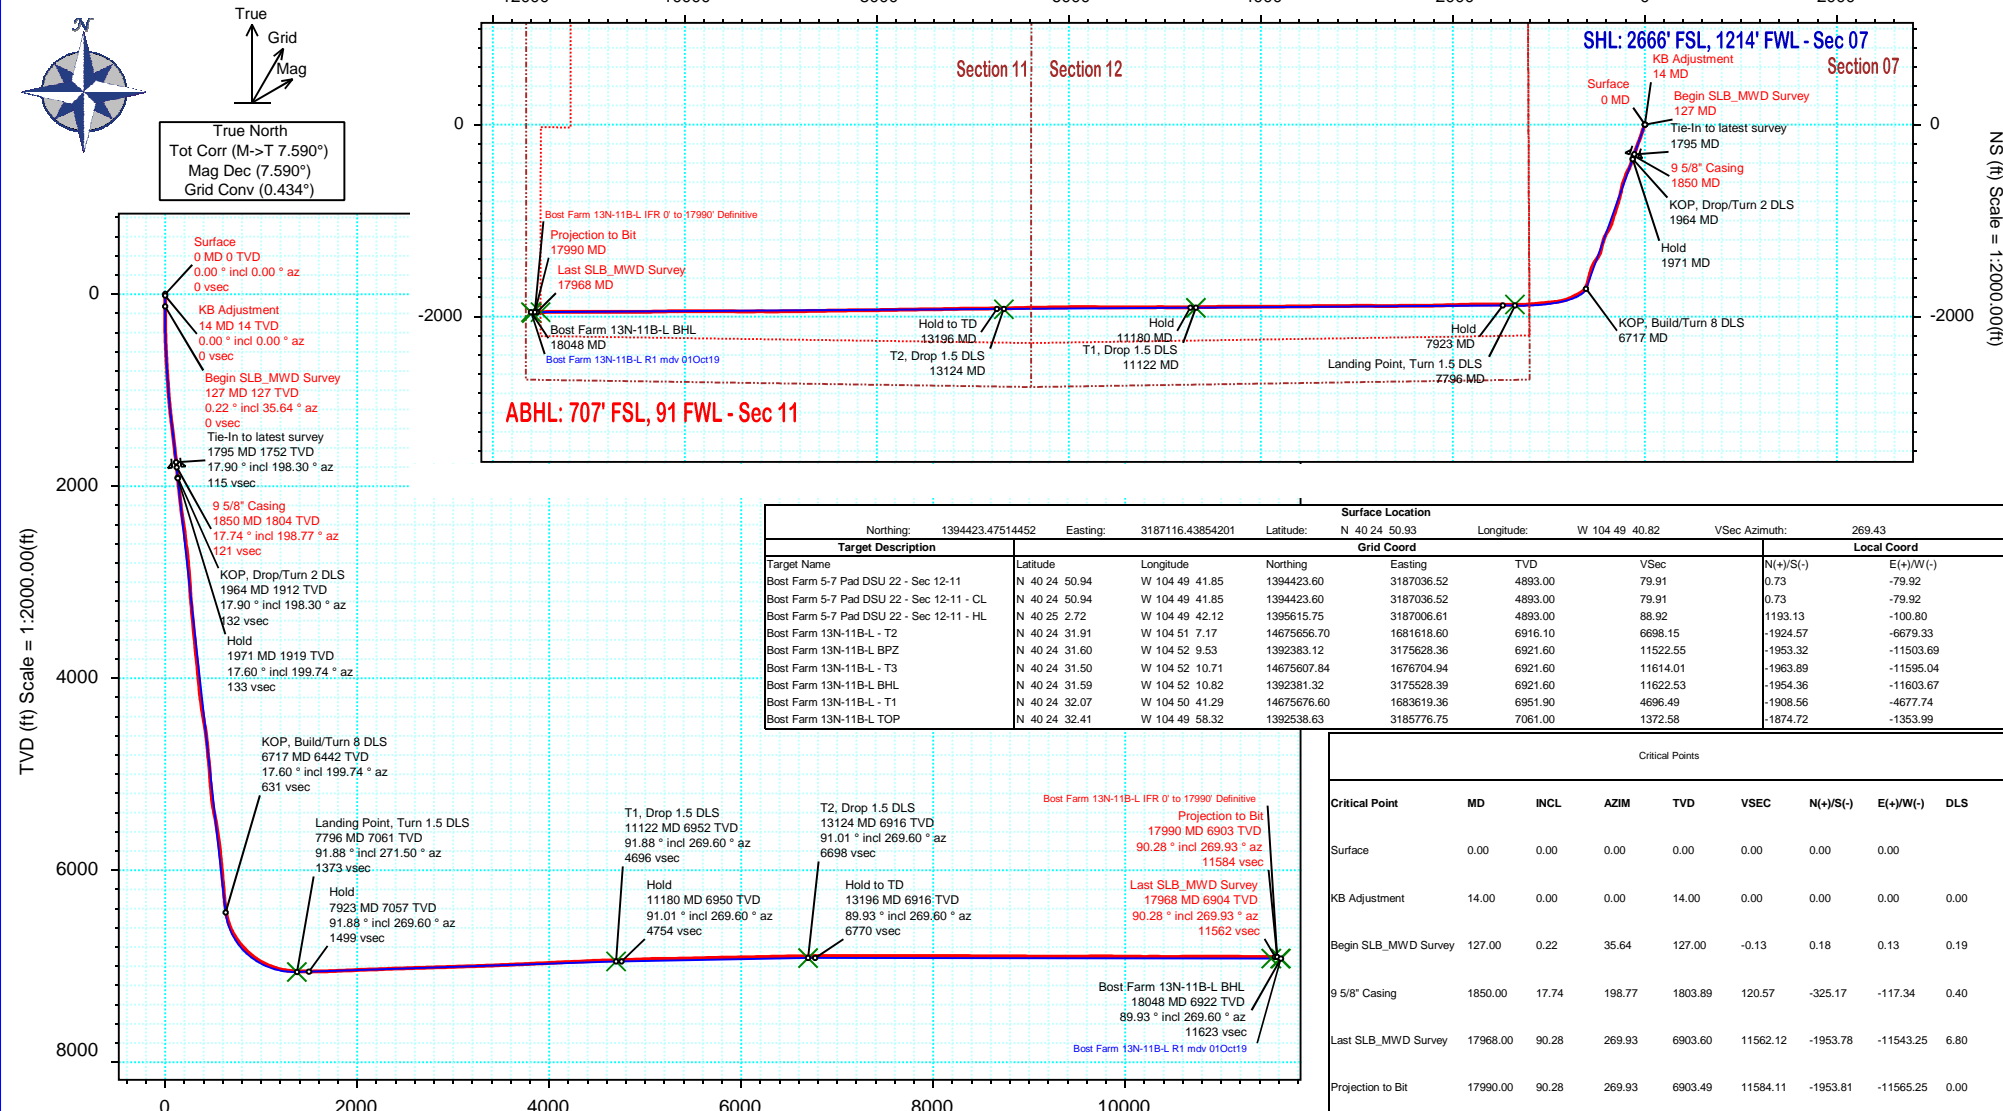 N
True
Grid
Mag
True North
Tot Corr (M->T 7.590°)
Mag Dec (7.590°)
Grid Conv (0.434°)
0
-2000
0
-2000
NS (ft) Scale = 1:2000.00(ft)
SHL: 2666' FSL, 1214' FWL - Sec 07
Section 11
Section 12
Section 07
KB Adjustment
14 MD
Surface
0 MD
Begin SLB_MWD Survey
127 MD
Tie-In to latest survey
1795 MD
9 5/8" Casing
1850 MD
KOP, Drop/Turn 2 DLS
1964 MD
Hold
1971 MD
KOP, Build/Turn 8 DLS
6717 MD
Hold
7923 MD
Landing Point, Turn 1.5 DLS
7796 MD
Hold
11180 MD
T1, Drop 1.5 DLS
11122 MD
Hold to TD
13196 MD
T2, Drop 1.5 DLS
13124 MD
Bost Farm 13N-11B-L IFR 0' to 17990' Definitive
Projection to Bit
17990 MD
Last SLB_MWD Survey
17968 MD
Bost Farm 13N-11B-L BHL
18048 MD
Bost Farm 13N-11B-L R1 mdv 01Oct19
ABHL: 707' FSL, 91 FWL - Sec 11
TVD (ft) Scale = 1:2000.00(ft)
0
2000
4000
6000
8000
Surface
0 MD 0 TVD
0.00 ° incl 0.00 ° az
0 vsec
KB Adjustment
14 MD 14 TVD
0.00 ° incl 0.00 ° az
0 vsec
Begin SLB_MWD Survey
127 MD 127 TVD
0.22 ° incl 35.64 ° az
0 vsec
Tie-In to latest survey
1795 MD 1752 TVD
17.90 ° incl 198.30 ° az
115 vsec
9 5/8" Casing
1850 MD 1804 TVD
17.74 ° incl 198.77 ° az
121 vsec
KOP, Drop/Turn 2 DLS
1964 MD 1912 TVD
17.90 ° incl 198.30 ° az
132 vsec
Hold
1971 MD 1919 TVD
17.60 ° incl 199.74 ° az
133 vsec
KOP, Build/Turn 8 DLS
6717 MD 6442 TVD
17.60 ° incl 199.74 ° az
631 vsec
Landing Point, Turn 1.5 DLS
7796 MD 7061 TVD
91.88 ° incl 271.50 ° az
1373 vsec
Hold
7923 MD 7057 TVD
91.88 ° incl 269.60 ° az
1499 vsec
T1, Drop 1.5 DLS
11122 MD 6952 TVD
91.88 ° incl 269.60 ° az
4696 vsec
Hold
11180 MD 6950 TVD
91.01 ° incl 269.60 ° az
4754 vsec
T2, Drop 1.5 DLS
13124 MD 6916 TVD
91.01 ° incl 269.60 ° az
6698 vsec
Hold to TD
13196 MD 6916 TVD
89.93 ° incl 269.60 ° az
6770 vsec
Bost Farm 13N-11B-L IFR 0' to 17990' Definitive
Projection to Bit
17990 MD 6903 TVD
90.28 ° incl 269.93 ° az
11584 vsec
Last SLB_MWD Survey
17968 MD 6904 TVD
90.28 ° incl 269.93 ° az
11562 vsec
Bost Farm 13N-11B-L BHL
18048 MD 6922 TVD
89.93 ° incl 269.60 ° az
11623 vsec
Bost Farm 13N-11B-L R1 mdv 01Oct19
0 2000 4000 6000 8000 10000
Surface Location
Northing: 1394423.47514452 Easting: 3187116.43854201 Latitude: N 40 24 50.93 Longitude: W 104 49 40.82 VSec Azimuth: 269.43
Target Description Grid Coord Local Coord
Target Name Latitude Longitude Northing Easting TVD VSec N(+)/S(-) E(+)/W(-)
Bost Farm 5-7 Pad DSU 22 - Sec 12-11 N 40 24 50.94 W 104 49 41.85 1394423.60 3187036.52 4893.00 79.91 0.73 -79.92
Bost Farm 5-7 Pad DSU 22 - Sec 12-11 - CL N 40 24 50.94 W 104 49 41.85 1394423.60 3187036.52 4893.00 79.91 0.73 -79.92
Bost Farm 5-7 Pad DSU 22 - Sec 12-11 - HL N 40 25 2.72 W 104 49 42.12 1395615.75 3187006.61 4893.00 88.92 1193.13 -100.80
Bost Farm 13N-11B-L - T2 N 40 24 31.91 W 104 51 7.17 14675656.70 1681618.60 6916.10 6698.15 -1924.57 -6679.33
Bost Farm 13N-11B-L BPZ N 40 24 31.60 W 104 52 9.53 1392383.12 3175628.36 6921.60 11522.55 -1953.32 -11503.69
Bost Farm 13N-11B-L - T3 N 40 24 31.50 W 104 52 10.71 14675607.84 1676704.94 6921.60 11614.01 -1963.89 -11595.04
Bost Farm 13N-11B-L BHL N 40 24 31.59 W 104 52 10.82 1392381.32 3175528.39 6921.60 11622.53 -1954.36 -11603.67
Bost Farm 13N-11B-L - T1 N 40 24 32.07 W 104 50 41.29 14675676.60 1683619.36 6951.90 4696.49 -1908.56 -4677.74
Bost Farm 13N-11B-L TOP N 40 24 32.41 W 104 49 58.32 1392538.63 3185776.75 7061.00 1372.58 -1874.72 -1353.99
Critical Points
Critical Point MD INCL AZIM TVD VSEC N(+)/S(-) E(+)/W(-) DLS
Surface 0.00 0.00 0.00 0.00 0.00 0.00 0.00
KB Adjustment 14.00 0.00 0.00 14.00 0.00 0.00 0.00 0.00
Begin SLB_MWD Survey 127.00 0.22 35.64 127.00 -0.13 0.18 0.13 0.19
9 5/8" Casing 1850.00 17.74 198.77 1803.89 120.57 -325.17 -117.34 0.40
Last SLB_MWD Survey 17968.00 90.28 269.93 6903.60 11562.12 -1953.78 -11543.25 6.80
Projection to Bit 17990.00 90.28 269.93 6903.49 11584.11 -1953.81 -11565.25 0.00